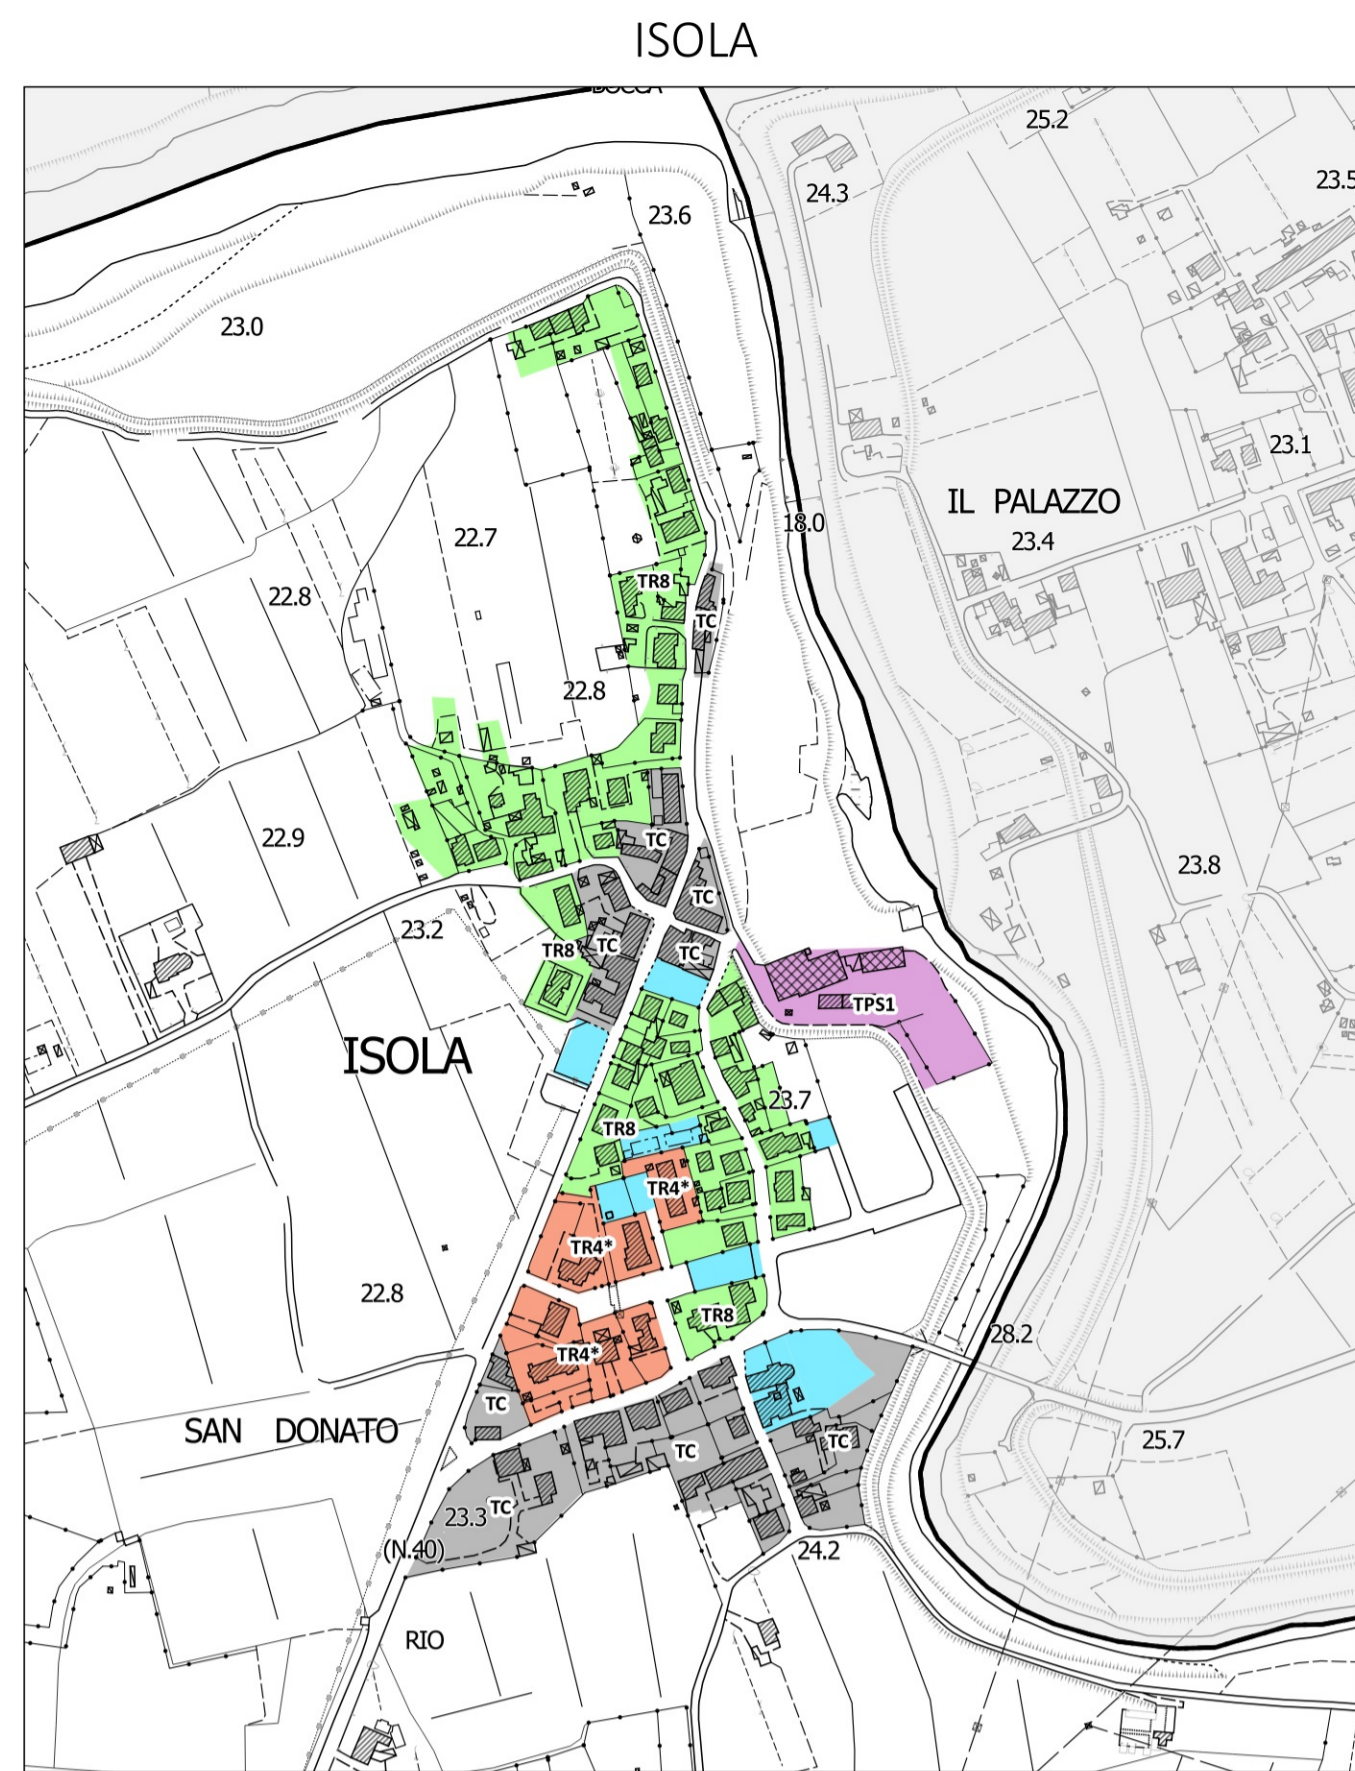 ISOLA
BOCCA
25.2
24.3
23.5
23.6
23.0
23.1
IL PALAZZO
18.0
23.4
22.7
22.8
TR8
TC
22.8
22.9
TC
23.8
TC
23.2
TR8
TC
TC
TPS1
ISOLA
23.7
TR8
TR4*
TR4*
22.8
TR8
28.2
TR4*
TC
SAN DONATO
TC
TC
25.7
23.3
TC
(N.40)
24.2
RIO